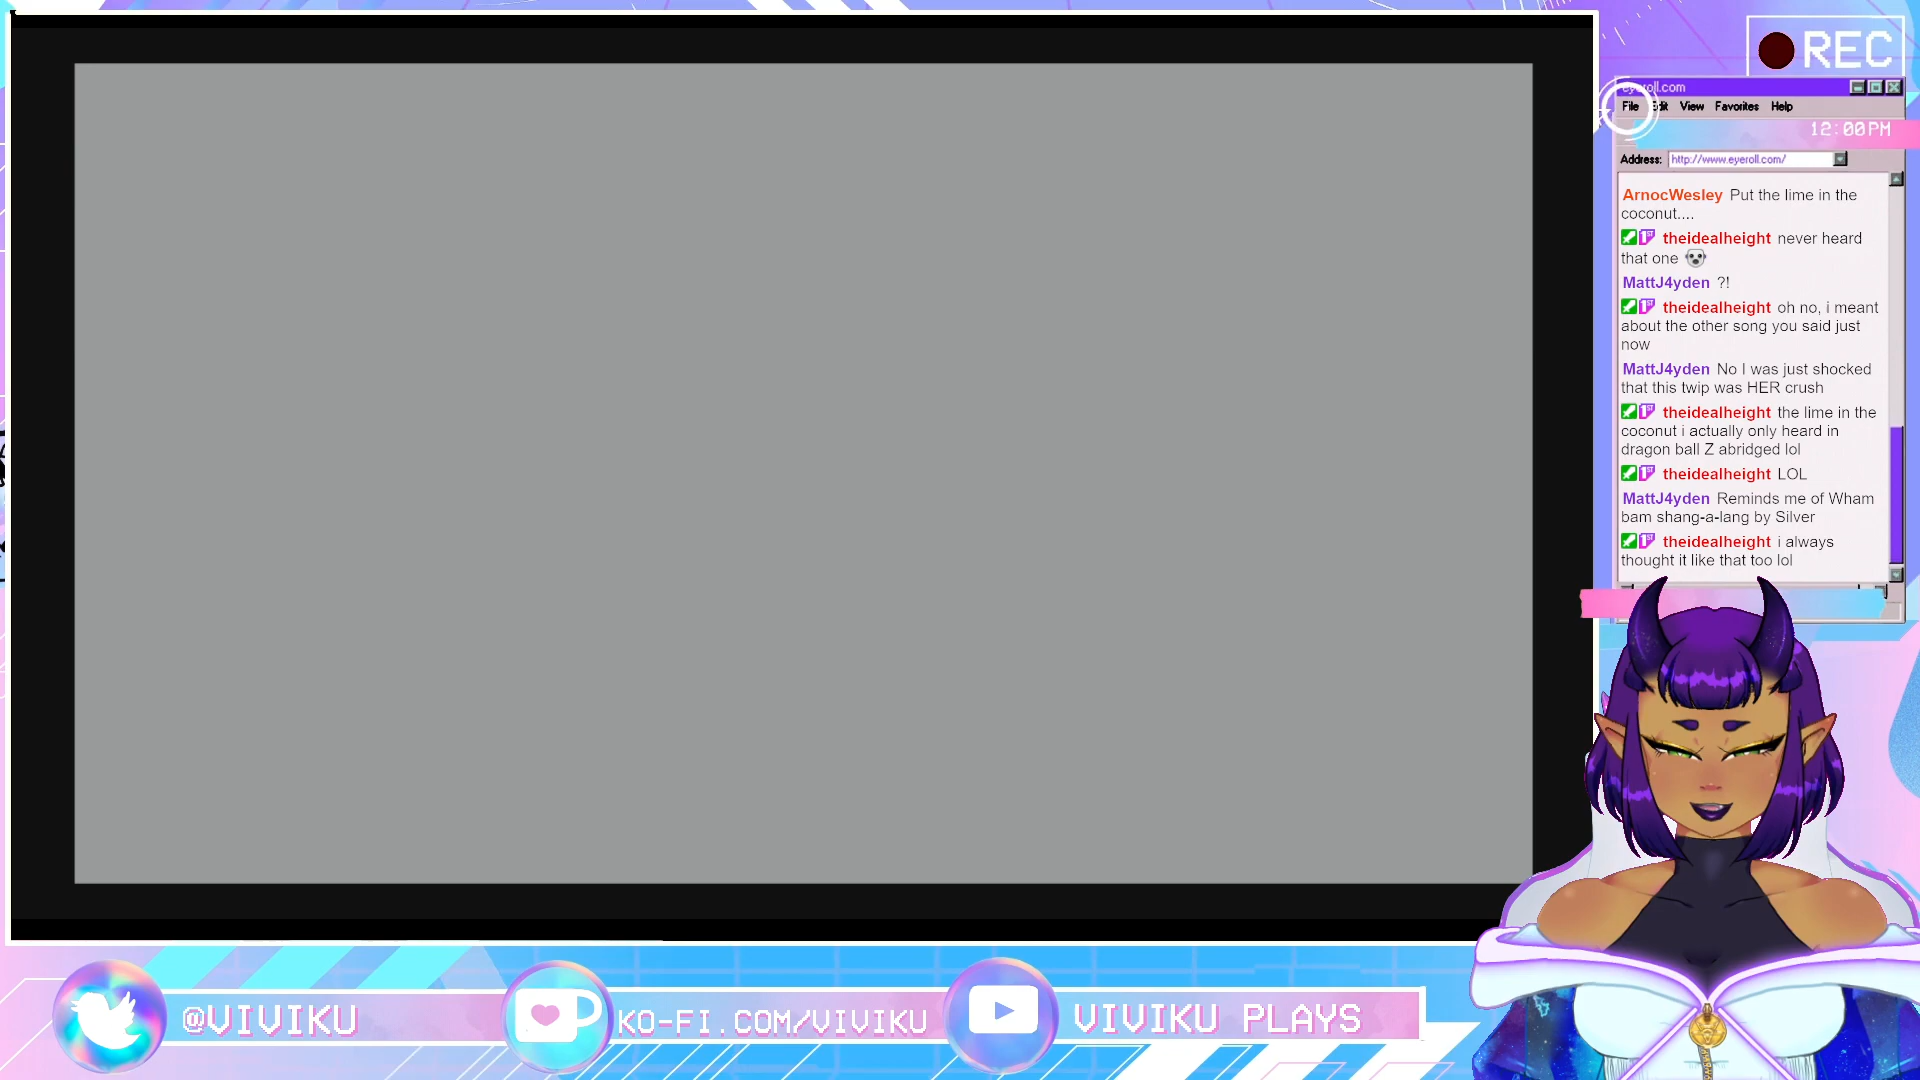 REC
eyeroll.com
File Edit View Favorites Help
12:00PM
Address: http://www.eyeroll.com/
ArnocWesley Put the lime in the
coconut....
theidealheight never heard
that one
MattJ4yden ?!
theidealheight oh no, i meant
about the other song you said just
now
MattJ4yden No I was just shocked
that this twip was HER crush
theidealheight the lime in the
coconut i actually only heard in
dragon ball Z abridged lol
theidealheight LOL
MattJ4yden Reminds me of Wham
bam shang-a-lang by Silver
theidealheight i always
thought it like that too lol
@VIVIKU
KO-FI.COM/VIVIKU
VIVIKU PLAYS